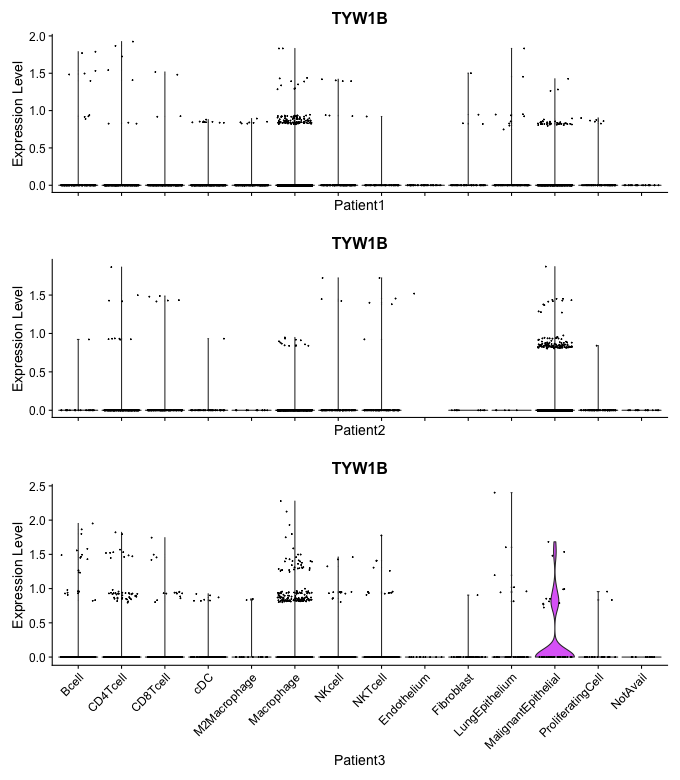 TYW1B
2.0
1.5
1.0
0.5
0.0
Expression Level
Patient1
TYW1B
1.5
1.0
0.5
0.0
Expression Level
Patient2
TYW1B
2.5
2.0
1.5
1.0
0.5
0.0
Expression Level
Bcell
CD4Tcell
CD8Tcell
cDC
M2Macrophage
Macrophage
NKcell
NKTcell
Endothelium
Fibroblast
LungEpithelium
MalignantEpithelial
ProliferatingCell
NotAvail
Patient3